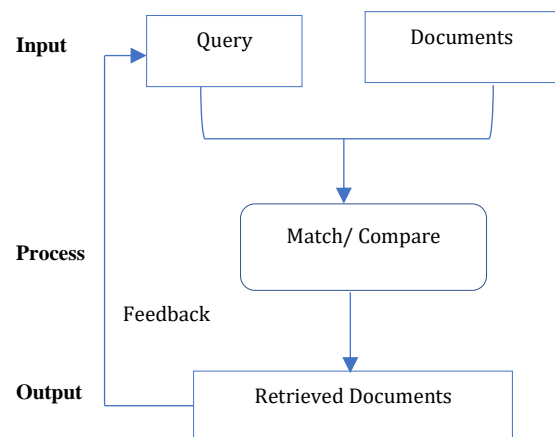 Input
Query
Documents
Process
Match/ Compare
Feedback
Output
Retrieved Documents